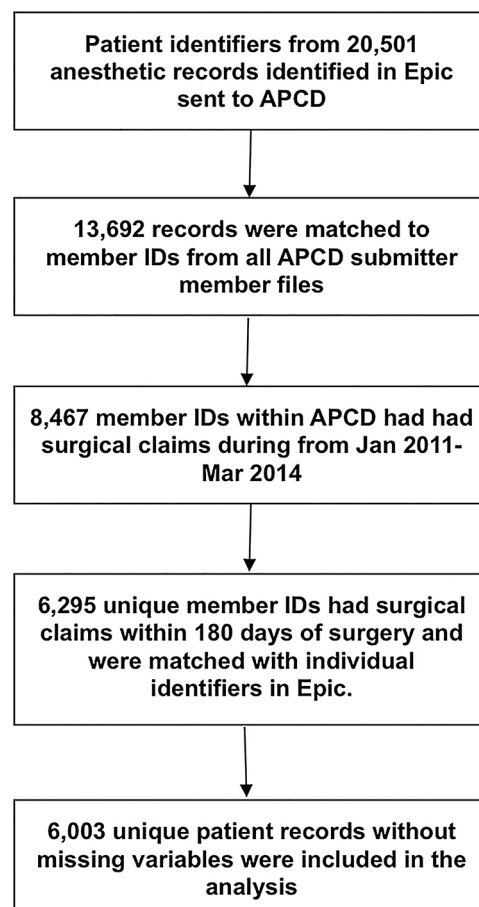 Patient identifiers from 20,501
anesthetic records identified in Epic
sent to APCD
13,692 records were matched to
member IDs from all APCD submitter
member files
8,467 member IDs within APCD had had
surgical claims during from Jan 2011-
Mar 2014
6,295 unique member IDs had surgical
claims within 180 days of surgery and
were matched with individual
identifiers in Epic.
6,003 unique patient records without
missing variables were included in the
analysis